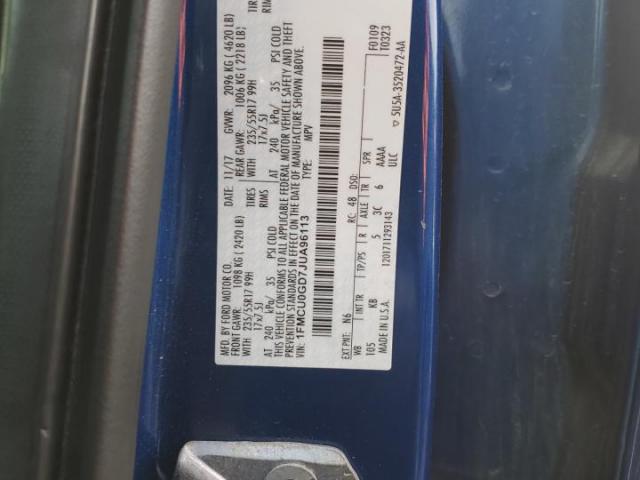 MFD. BY FORD MOTOR CO. 11/17 GVWR: 2096 KG ( 4620 LB)
FRONT GAWR: 1098 KG ( 2420 LB) REAR GAWR: 1006 KG ( 2218 LB)
WITH 235/55R17 99H TIRES WITH 235/55R17 99H TIRES
17x7.5J RIMS 17x7.5J RIMS
AT 240 kPa/ 35 PSI COLD AT 240 kPa/ 35 PSI COLD
THIS VEHICLE CONFORMS TO ALL APPLICABLE FEDERAL MOTOR VEHICLE SAFETY AND THEFT
PREVENTION STANDARDS IN EFFECT ON THE DATE OF MANUFACTURE SHOWN ABOVE.
VIN: 1FMCU0GD7JUA96113 TYPE: MPV
F0109
T0323
EXT PNT: N6 RC: 48 DSO:
WB INT TR TP/PS R AXLE TR SPR
105 KB 5 3C 6 AAAA
MADE IN U.S.A. 1201711293143 ULC
5U5A-3520472-AA